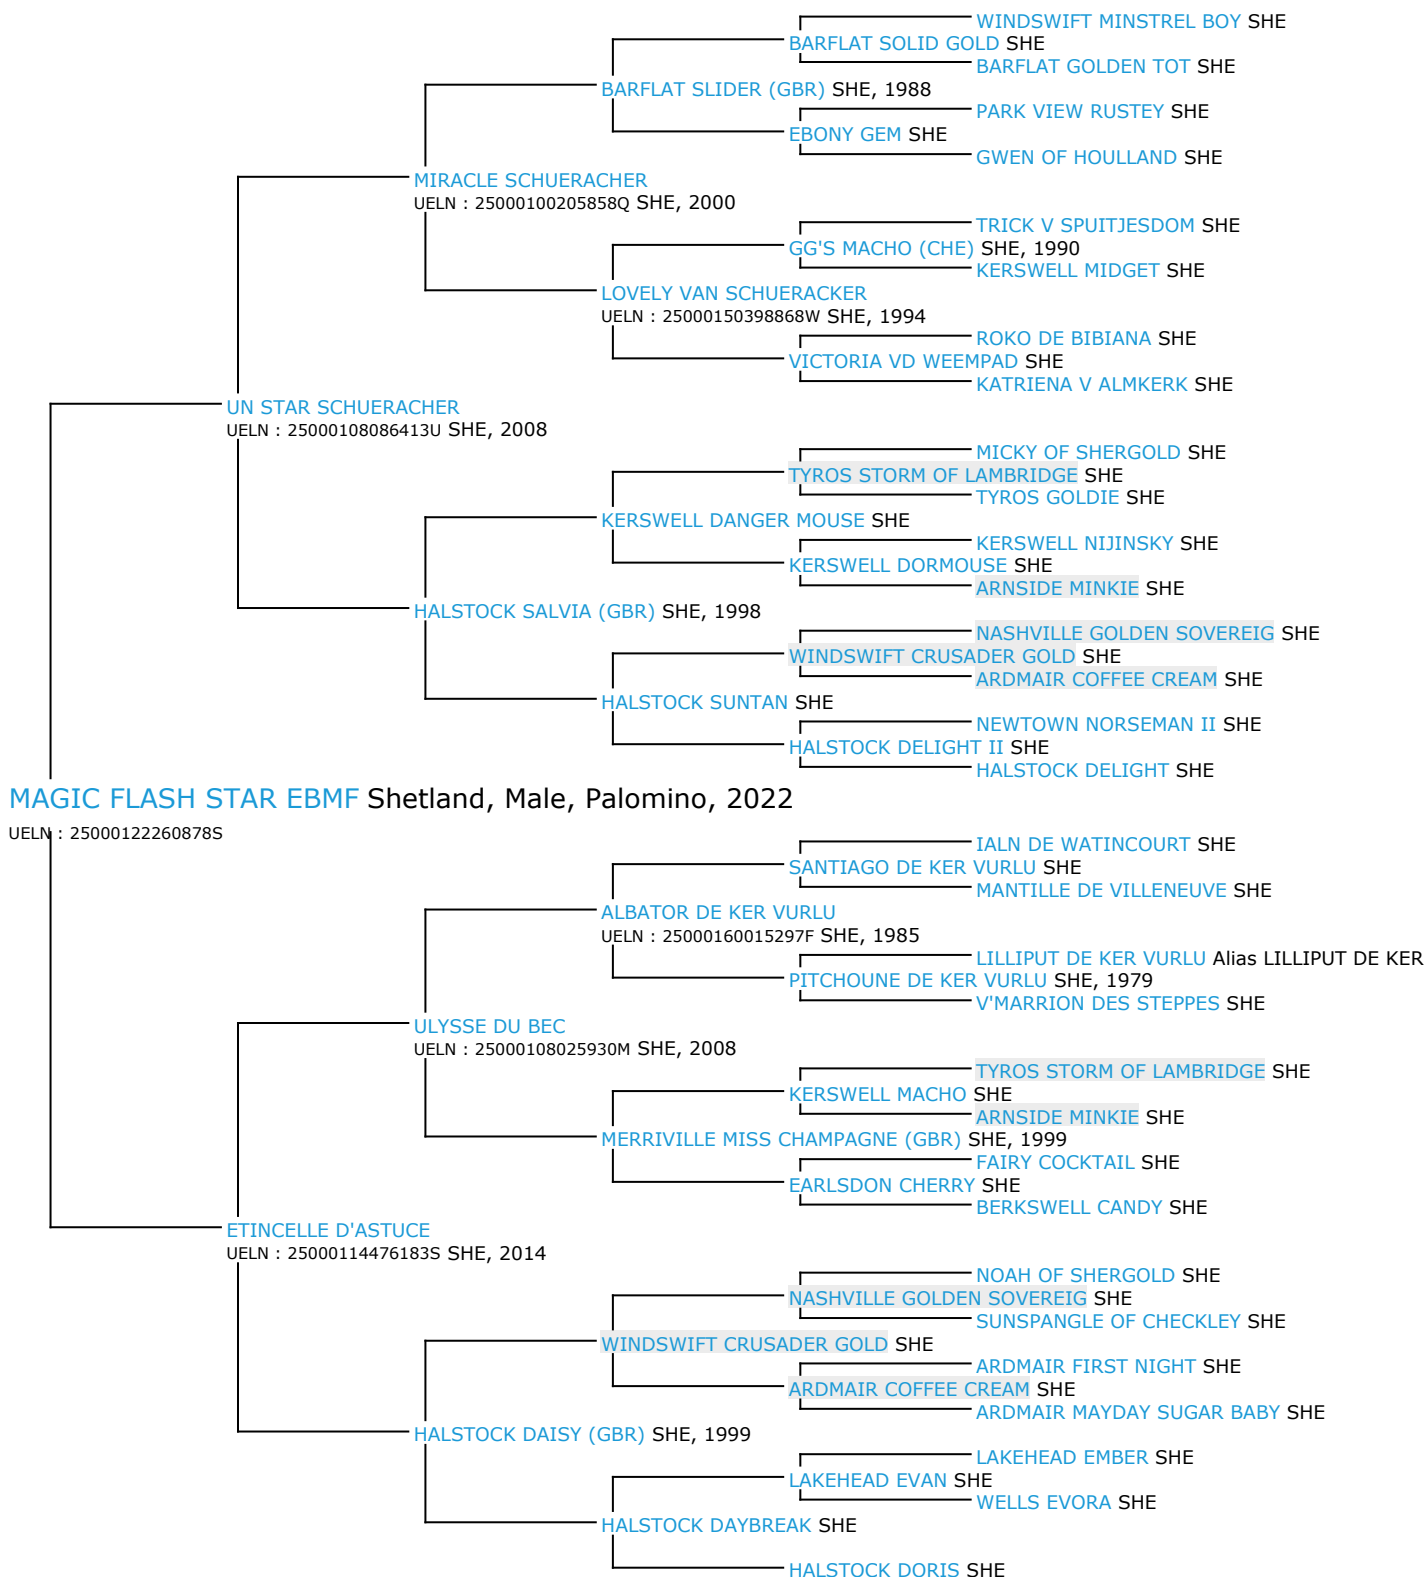 WINDSWIFT MINSTREL BOY SHE
BARFLAT SOLID GOLD SHE
BARFLAT GOLDEN TOT SHE
BARFLAT SLIDER (GBR) SHE, 1988
PARK VIEW RUSTEY SHE
EBONY GEM SHE
GWEN OF HOULLAND SHE
MIRACLE SCHUERACHER
UELN : 25000100205858Q SHE, 2000
TRICK V SPUITJESDOM SHE
GG'S MACHO (CHE) SHE, 1990
KERSWELL MIDGET SHE
LOVELY VAN SCHUERACKER
UELN : 25000150398868W SHE, 1994
ROKO DE BIBIANA SHE
VICTORIA VD WEEMPAD SHE
KATRIENA V ALMKERK SHE
UN STAR SCHUERACHER
UELN : 25000108086413U SHE, 2008
MICKY OF SHERGOLD SHE
TYROS STORM OF LAMBRIDGE SHE
TYROS GOLDIE SHE
KERSWELL DANGER MOUSE SHE
KERSWELL NIJINSKY SHE
KERSWELL DORMOUSE SHE
ARNSIDE MINKIE SHE
HALSTOCK SALVIA (GBR) SHE, 1998
NASHVILLE GOLDEN SOVEREIG SHE
WINDSWIFT CRUSADER GOLD SHE
ARDMAIR COFFEE CREAM SHE
HALSTOCK SUNTAN SHE
NEWTOWN NORSEMAN II SHE
HALSTOCK DELIGHT II SHE
HALSTOCK DELIGHT SHE
MAGIC FLASH STAR EBMF Shetland, Male, Palomino, 2022
UELN : 25000122260878S
IALN DE WATINCOURT SHE
SANTIAGO DE KER VURLU SHE
MANTILLE DE VILLENEUVE SHE
ALBATOR DE KER VURLU
UELN : 25000160015297F SHE, 1985
LILLIPUT DE KER VURLU Alias LILLIPUT DE KER
PITCHOUNE DE KER VURLU SHE, 1979
V'MARRION DES STEPPES SHE
ULYSSE DU BEC
UELN : 25000108025930M SHE, 2008
TYROS STORM OF LAMBRIDGE SHE
KERSWELL MACHO SHE
ARNSIDE MINKIE SHE
MERRIVILLE MISS CHAMPAGNE (GBR) SHE, 1999
FAIRY COCKTAIL SHE
EARLSDON CHERRY SHE
BERKSWELL CANDY SHE
ETINCELLE D'ASTUCE
UELN : 25000114476183S SHE, 2014
NOAH OF SHERGOLD SHE
NASHVILLE GOLDEN SOVEREIG SHE
SUNSPANGLE OF CHECKLEY SHE
WINDSWIFT CRUSADER GOLD SHE
ARDMAIR FIRST NIGHT SHE
ARDMAIR COFFEE CREAM SHE
ARDMAIR MAYDAY SUGAR BABY SHE
HALSTOCK DAISY (GBR) SHE, 1999
LAKEHEAD EMBER SHE
LAKEHEAD EVAN SHE
WELLS EVORA SHE
HALSTOCK DAYBREAK SHE
HALSTOCK DORIS SHE